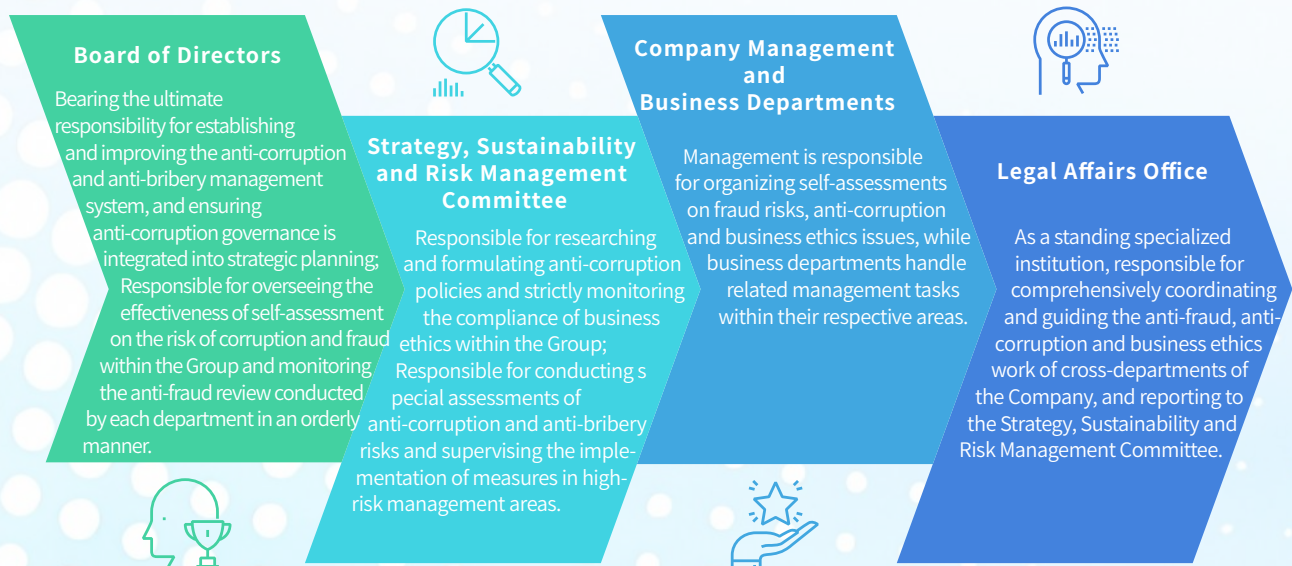 Board of Directors
Bearing the ultimate
responsibility for establishing
and improving the anti-corruption
and anti-bribery management
system, and ensuring
anti-corruption governance is
integrated into strategic planning;
Responsible for overseeing the
effectiveness of self-assessment
on the risk of corruption and fraud
within the Group and monitoring
the anti-fraud review conducted
by each department in an orderly
manner.
Strategy, Sustainability
and Risk Management
Committee
Responsible for researching
and formulating anti-corruption
policies and strictly monitoring
the compliance of business
ethics within the Group;
Responsible for conducting s
pecial assessments of
anti-corruption and anti-bribery
risks and supervising the imple-
mentation of measures in high-
risk management areas.
Company Management
and
Business Departments
Management is responsible
for organizing self-assessments
on fraud risks, anti-corruption
and business ethics issues, while
business departments handle
related management tasks
within their respective areas.
Legal Affairs Office
As a standing specialized
institution, responsible for
comprehensively coordinating
and guiding the anti-fraud, anti-
corruption and business ethics
work of cross-departments of
the Company, and reporting to
the Strategy, Sustainability and
Risk Management Committee.